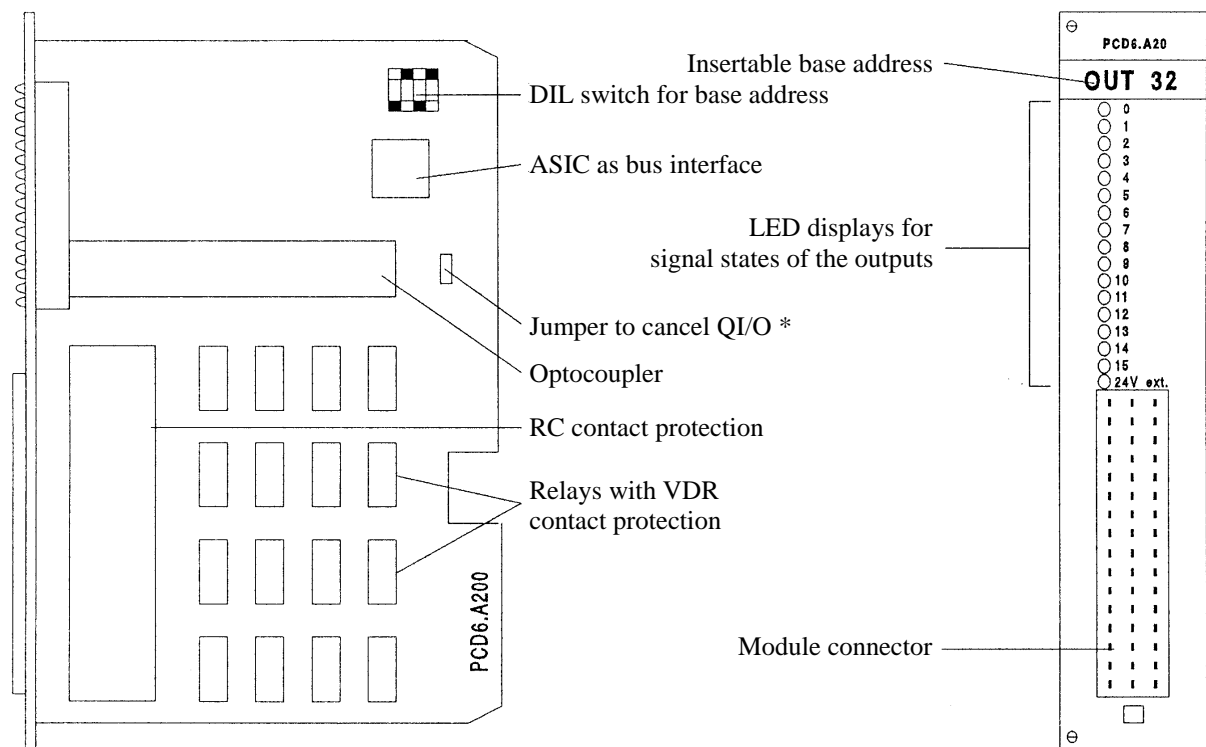 DIL switch for base address
ASIC as bus interface
Jumper to cancel QI/O *
Optocoupler
RC contact protection
Relays with VDR
contact protection
PCD6.A200
Insertable base address
LED displays for
signal states of the outputs
Module connector
PCD6.A20
OUT 32
0
1
2
3
4
5
6
7
8
9
10
11
12
13
14
15
24V ext.